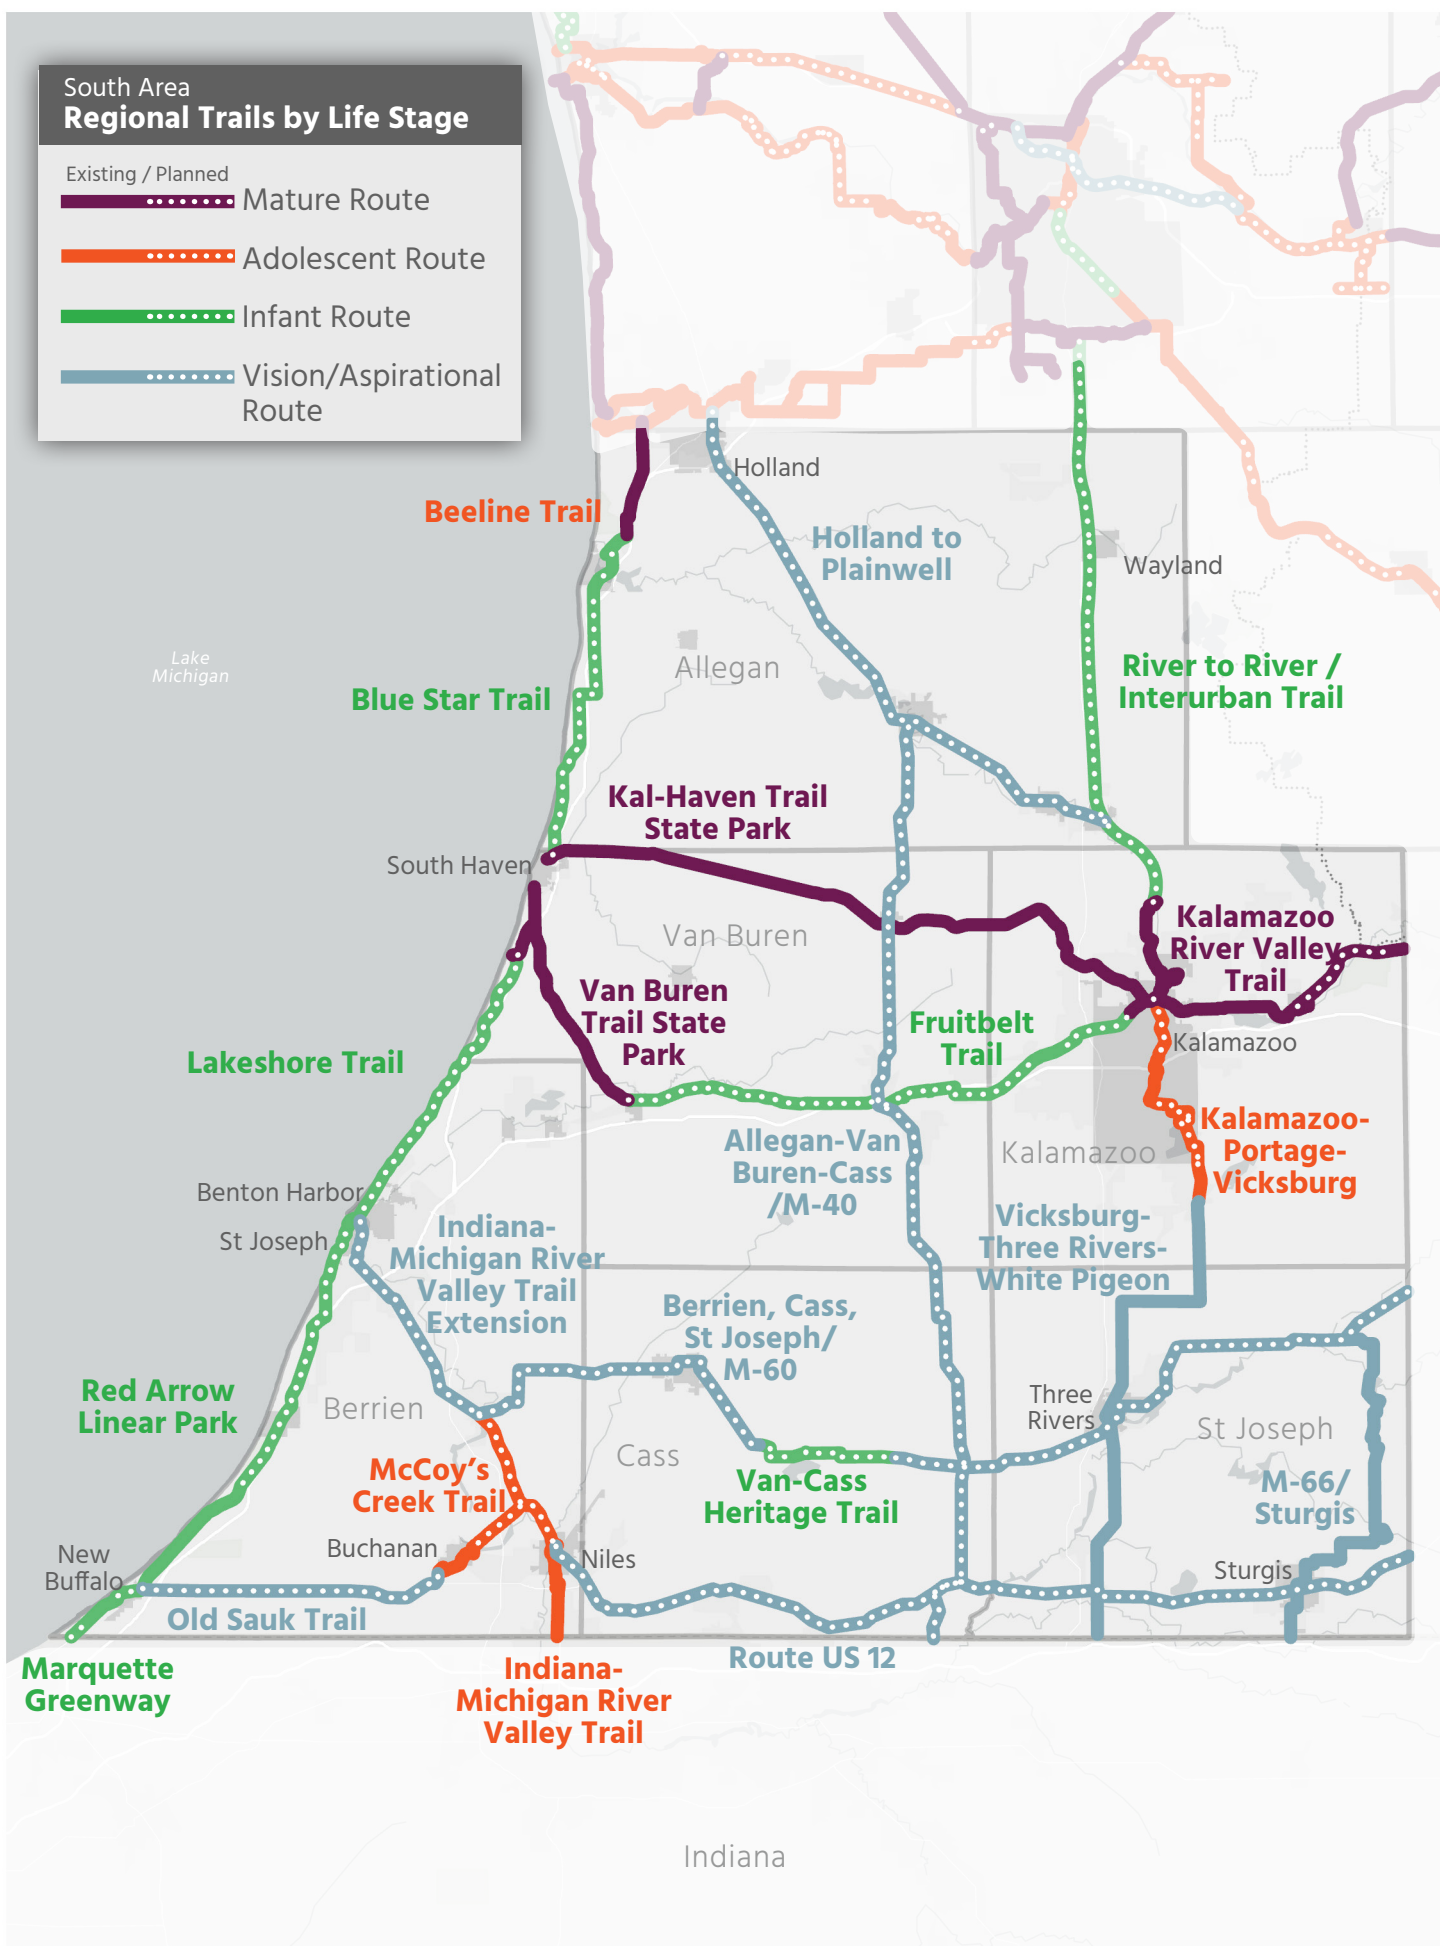 South Area
Regional Trails by Life Stage
Existing / Planned
Mature Route
Adolescent Route
Infant Route
Vision/Aspirational
Route
Holland
Beeline Trail
Holland to
Plainwell
Wayland
Lake
Michigan
Allegan
River to River /
Interurban Trail
Blue Star Trail
Kal-Haven Trail
State Park
South Haven
Van Buren
Kalamazoo
River Valley
Trail
Van Buren
Trail State
Park
Fruitbelt
Trail
Kalamazoo
Lakeshore Trail
Kalamazoo-
Portage-
Vicksburg
Allegan-Van
Buren-Cass
/M-40
Kalamazoo
Benton Harbor
St Joseph
Indiana-
Michigan River
Valley Trail
Extension
Vicksburg-
Three Rivers-
White Pigeon
Berrien, Cass,
St Joseph/
M-60
Red Arrow
Linear Park
Berrien
Three
Rivers
St Joseph
Cass
McCoy's
Creek Trail
Van-Cass
Heritage Trail
M-66/
Sturgis
New
Buffalo
Buchanan
Niles
Sturgis
Old Sauk Trail
Route US 12
Marquette
Greenway
Indiana-
Michigan River
Valley Trail
Indiana